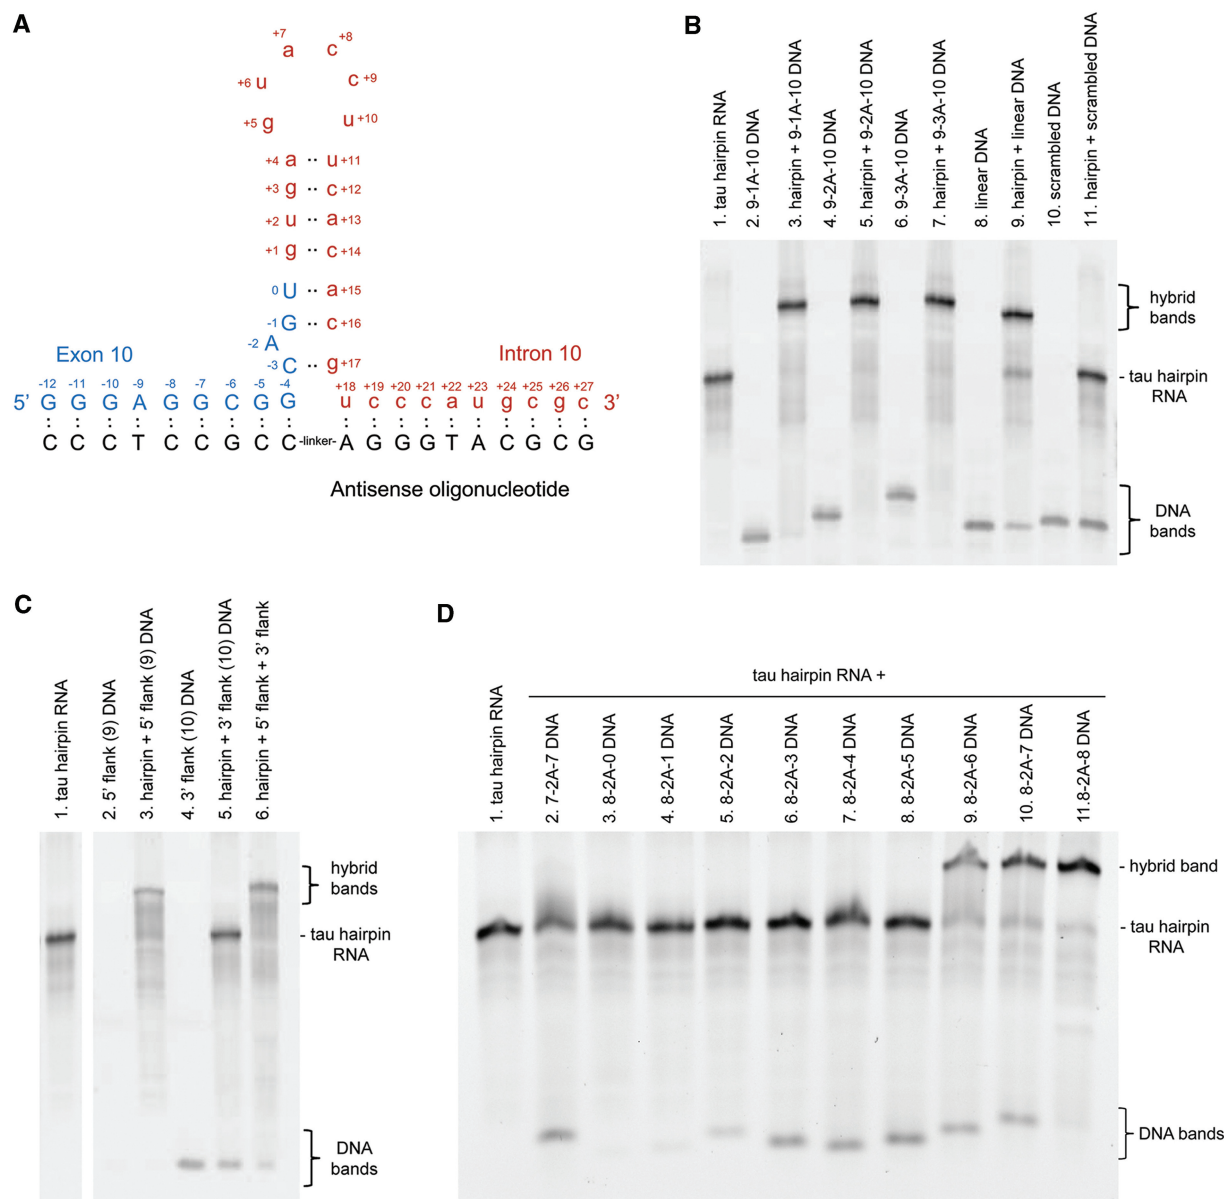 A
+7
a
c
+8
+6 u
c +9
+5 g
u +10
+4 a ·· u +11
+3 g ·· c +12
+2 u ·· a +13
+1 g ·· c +14
0 U ·· a +15
-1 G ·· c +16
-2 A
-3 C ·· g +17
Exon 10
Intron 10
-12 -11 -10 -9 -8 -7 -6 -5 -4 +18 +19 +20 +21 +22 +23 +24 +25 +26 +27
5' G G G A G G C G G u c c c a u g c g c 3'
C C C T C C G C C -linker- A G G G T A C G C G
Antisense oligonucleotide
B
1. tau hairpin RNA
2. 9-1A-10 DNA
3. hairpin + 9-1A-10 DNA
4. 9-2A-10 DNA
5. hairpin + 9-2A-10 DNA
6. 9-3A-10 DNA
7. hairpin + 9-3A-10 DNA
8. linear DNA
9. hairpin + linear DNA
10. scrambled DNA
11. hairpin + scrambled DNA
hybrid
bands
- tau hairpin
RNA
DNA
bands
C
1. tau hairpin RNA
2. 5' flank (9) DNA
3. hairpin + 5' flank (9) DNA
4. 3' flank (10) DNA
5. hairpin + 3' flank (10) DNA
6. hairpin + 5' flank + 3' flank
hybrid
bands
- tau hairpin
RNA
DNA
bands
D
tau hairpin RNA +
1. tau hairpin RNA
2. 7-2A-7 DNA
3. 8-2A-0 DNA
4. 8-2A-1 DNA
5. 8-2A-2 DNA
6. 8-2A-3 DNA
7. 8-2A-4 DNA
8. 8-2A-5 DNA
9. 8-2A-6 DNA
10. 8-2A-7 DNA
11.8-2A-8 DNA
- hybrid band
- tau hairpin
RNA
DNA bands